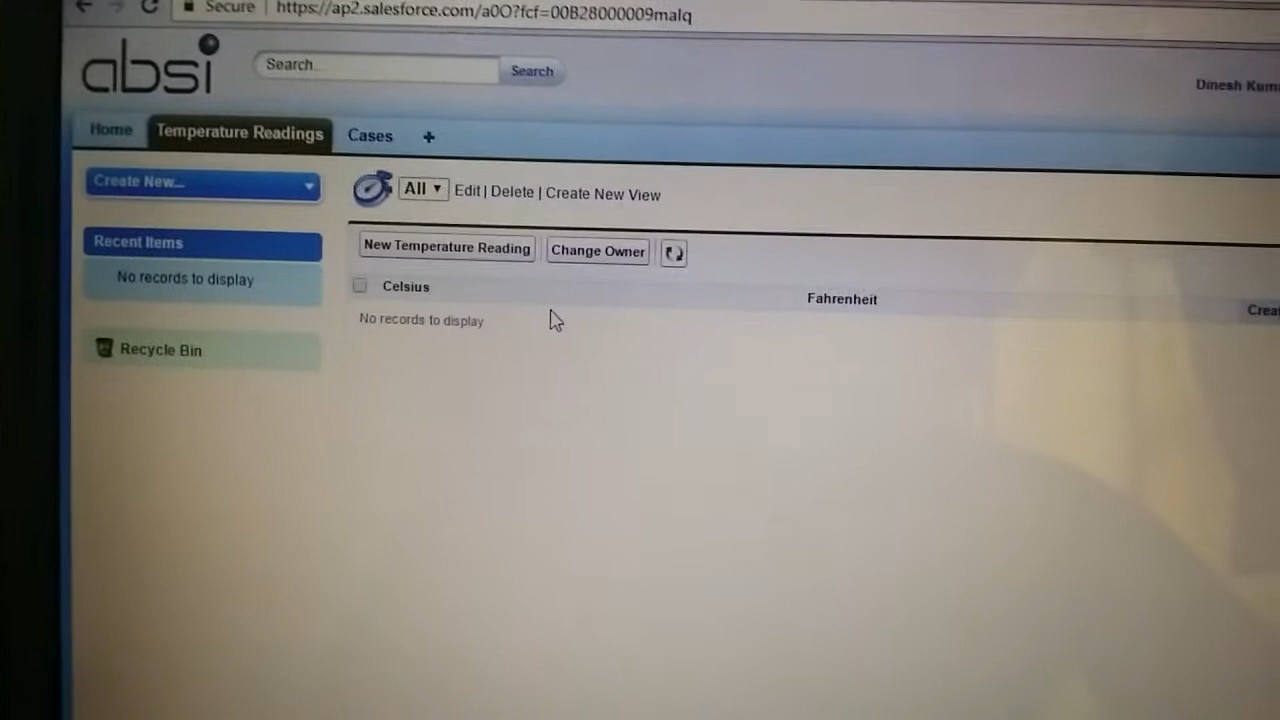 Secure https://ap2.salesforce.com/a0O?fcf=00B28000009malq
absi
Search...
Search
Dinesh Kum
Home
Temperature Readings
Cases
Create New...
All
Edit | Delete | Create New View
Recent Items
New Temperature Reading
Change Owner
No records to display
Celsius
Fahrenheit
Crea
No records to display
Recycle Bin